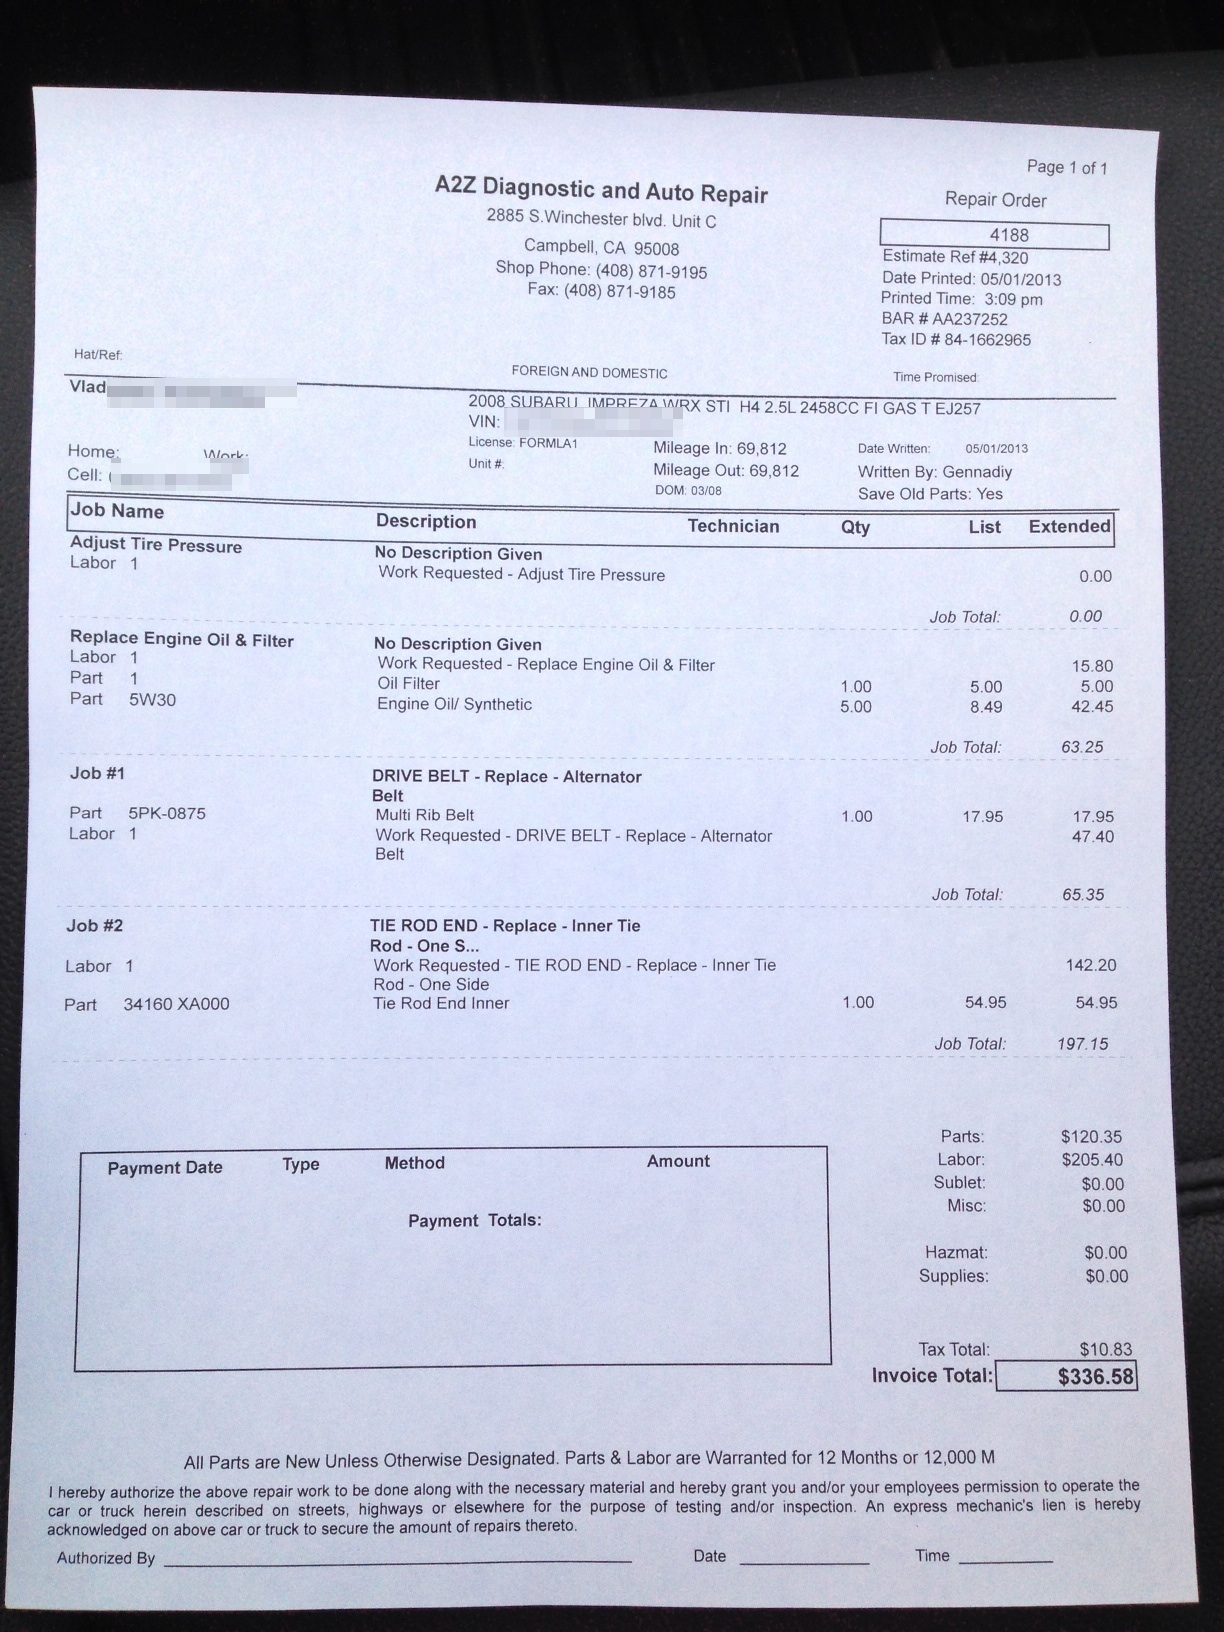 Page 1 of 1
A2Z Diagnostic and Auto Repair
2885 S.Winchester blvd. Unit C
Campbell, CA 95008
Shop Phone: (408) 871-9195
Fax: (408) 871-9185
Repair Order
4188
Estimate Ref #4,320
Date Printed: 05/01/2013
Printed Time: 3:09 pm
BAR # AA237252
Tax ID # 84-1662965
Hat/Ref:
FOREIGN AND DOMESTIC
Time Promised:
Vlad
2008 SUBARU IMPREZA WRX STI H4 2.5L 2458CC FI GAS T EJ257
VIN:
License: FORMLA1 Mileage In: 69,812 Date Written: 05/01/2013
Home: Work:
Unit #: Mileage Out: 69,812 Written By: Gennadiy
Cell: (
DOM: 03/08 Save Old Parts: Yes
Job Name Description Technician Qty List Extended
Adjust Tire Pressure No Description Given
Labor 1 Work Requested - Adjust Tire Pressure 0.00
Job Total: 0.00
Replace Engine Oil & Filter No Description Given
Labor 1 Work Requested - Replace Engine Oil & Filter 15.80
Part 1 Oil Filter 1.00 5.00 5.00
Part 5W30 Engine Oil/ Synthetic 5.00 8.49 42.45
Job Total: 63.25
Job #1 DRIVE BELT - Replace - Alternator
Belt
Part 5PK-0875 Multi Rib Belt 1.00 17.95 17.95
Labor 1 Work Requested - DRIVE BELT - Replace - Alternator 47.40
Belt
Job Total: 65.35
Job #2 TIE ROD END - Replace - Inner Tie
Rod - One S...
Labor 1 Work Requested - TIE ROD END - Replace - Inner Tie 142.20
Rod - One Side
Part 34160 XA000 Tie Rod End Inner 1.00 54.95 54.95
Job Total: 197.15
Payment Date Type Method Amount
Payment Totals:
Parts: $120.35
Labor: $205.40
Sublet: $0.00
Misc: $0.00
Hazmat: $0.00
Supplies: $0.00
Tax Total: $10.83
Invoice Total: $336.58
All Parts are New Unless Otherwise Designated. Parts & Labor are Warranted for 12 Months or 12,000 M
I hereby authorize the above repair work to be done along with the necessary material and hereby grant you and/or your employees permission to operate the
car or truck herein described on streets, highways or elsewhere for the purpose of testing and/or inspection. An express mechanic's lien is hereby
acknowledged on above car or truck to secure the amount of repairs thereto.
Authorized By Date Time